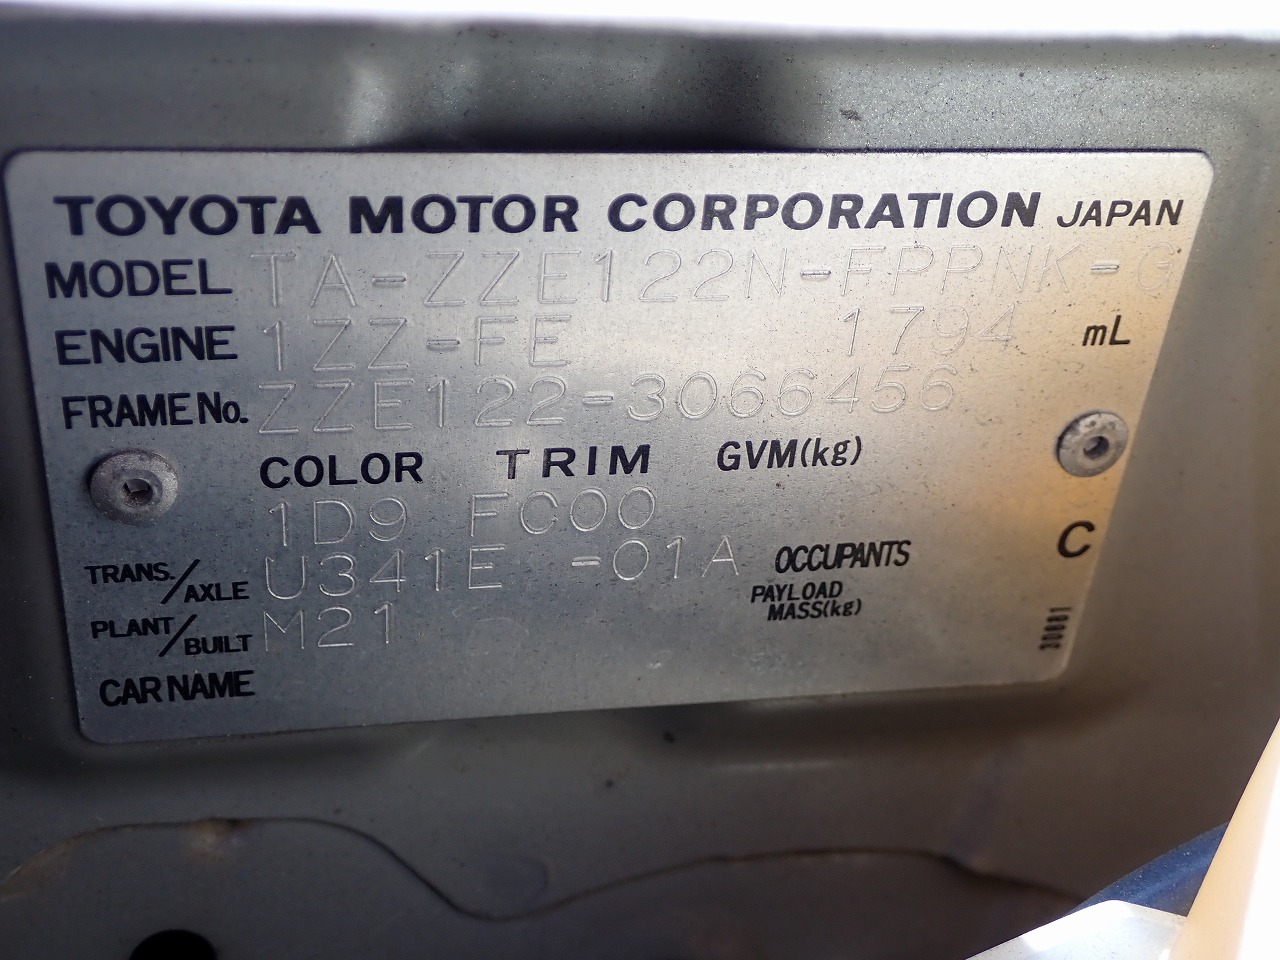 TOYOTA MOTOR CORPORATION JAPAN
MODEL TA-ZZE122N-FPPNK-G
ENGINE 1ZZ-FE 1794 mL
FRAME No. ZZE122-3066456
COLOR TRIM GVM(kg)
1D9 FC00
TRANS./AXLE U341E -01A OCCUPANTS C
PLANT/BUILT M21 PAYLOAD MASS(kg)
CAR NAME